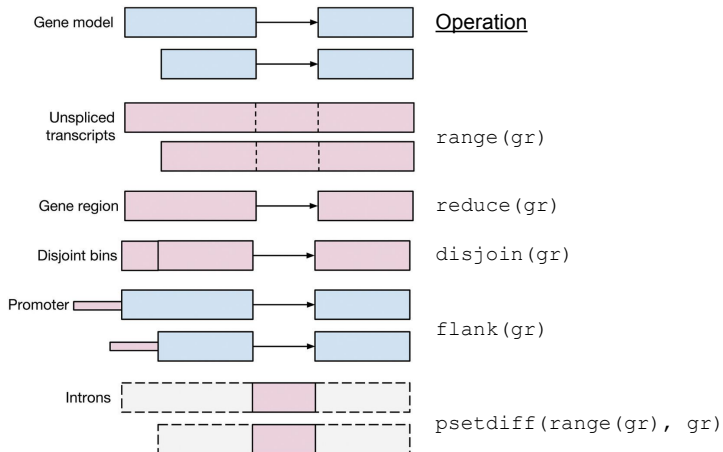 Gene model
Operation
Unspliced
transcripts
range(gr)
Gene region
reduce(gr)
Disjoint bins
disjoin(gr)
Promoter
flank(gr)
Introns
psetdiff(range(gr), gr)